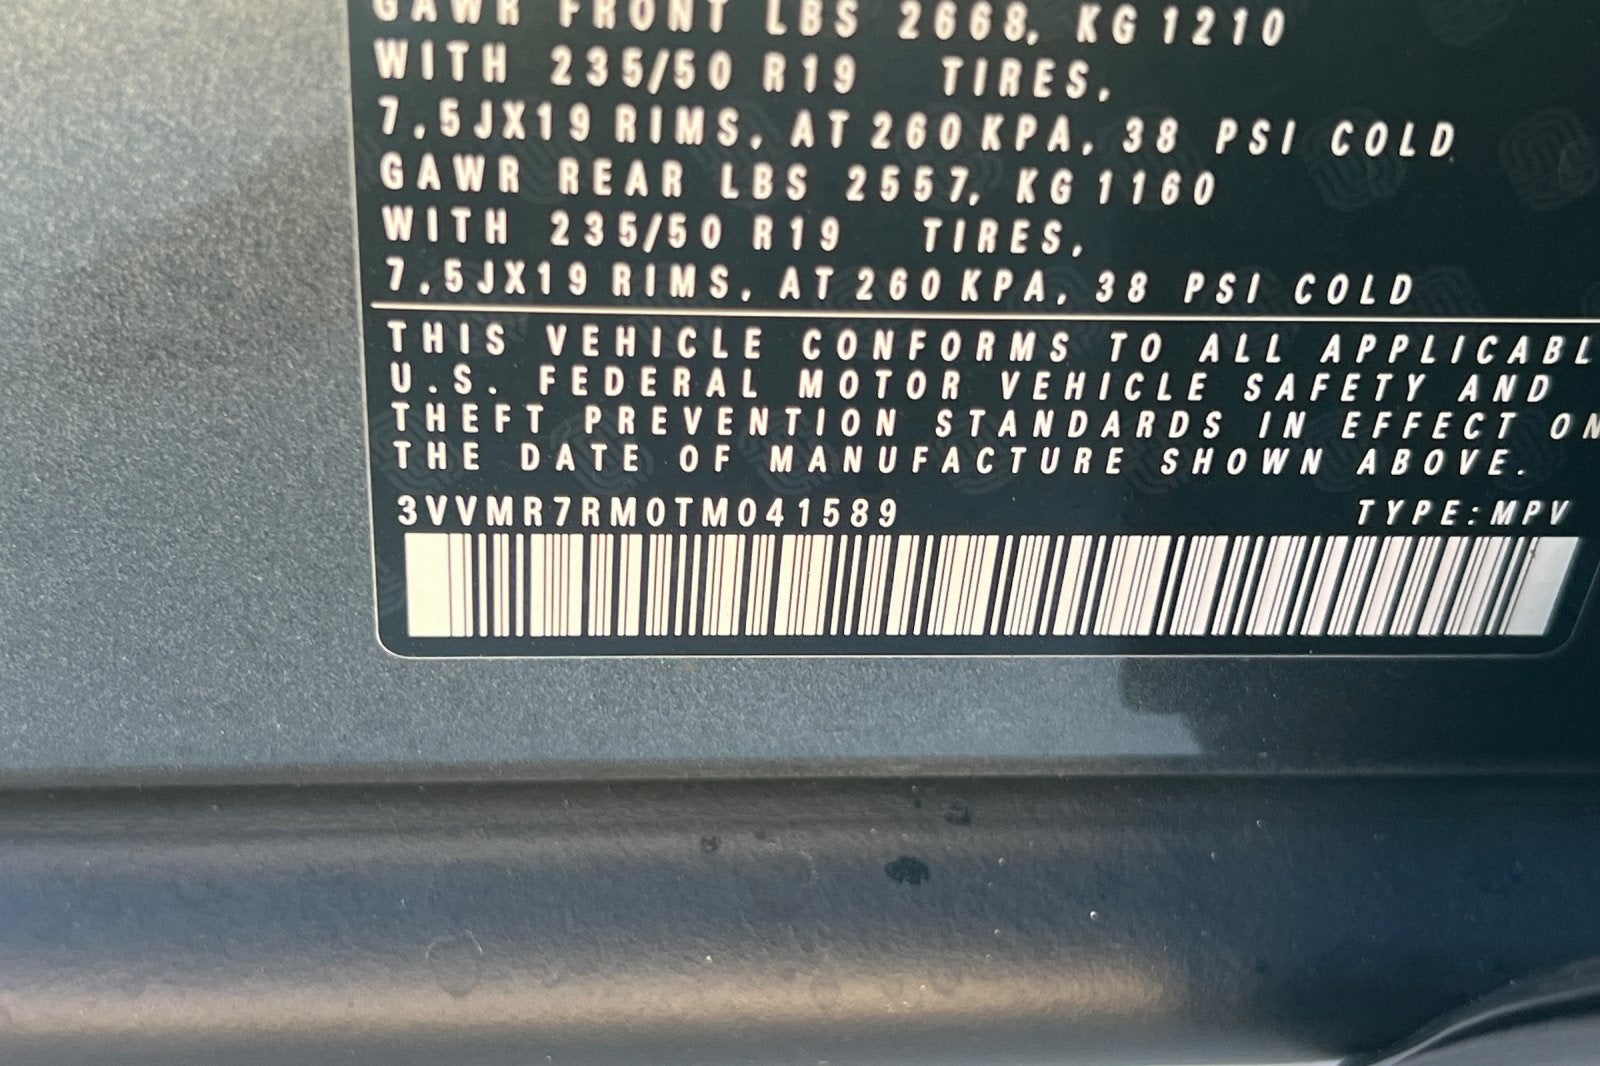 GAWR FRONT LBS 2668, KG 1210
WITH 235/50 R19 TIRES,
7,5JX19 RIMS, AT 260 KPA, 38 PSI COLD
GAWR REAR LBS 2557, KG 1160
WITH 235/50 R19 TIRES,
7,5JX19 RIMS, AT 260 KPA, 38 PSI COLD
THIS VEHICLE CONFORMS TO ALL APPLICABL
U.S. FEDERAL MOTOR VEHICLE SAFETY AND
THEFT PREVENTION STANDARDS IN EFFECT ON
THE DATE OF MANUFACTURE SHOWN ABOVE.
3VVMR7RM0TM041589 TYPE: MPV